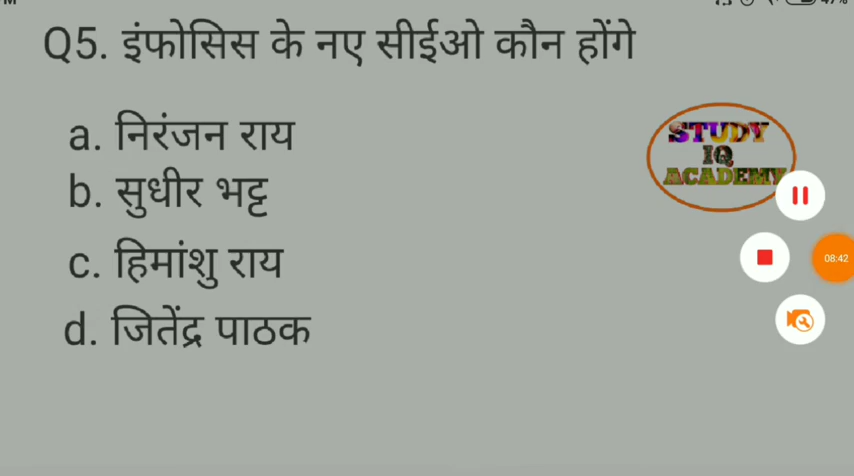 Q5. इंफोसिस के नए सीईओ कौन होंगे
a. निरंजन राय
b. सुधीर भट्ट
c. हिमांशु राय
d. जितेंद्र पाठक
STUDY
IQ
ACADEMY
08:42